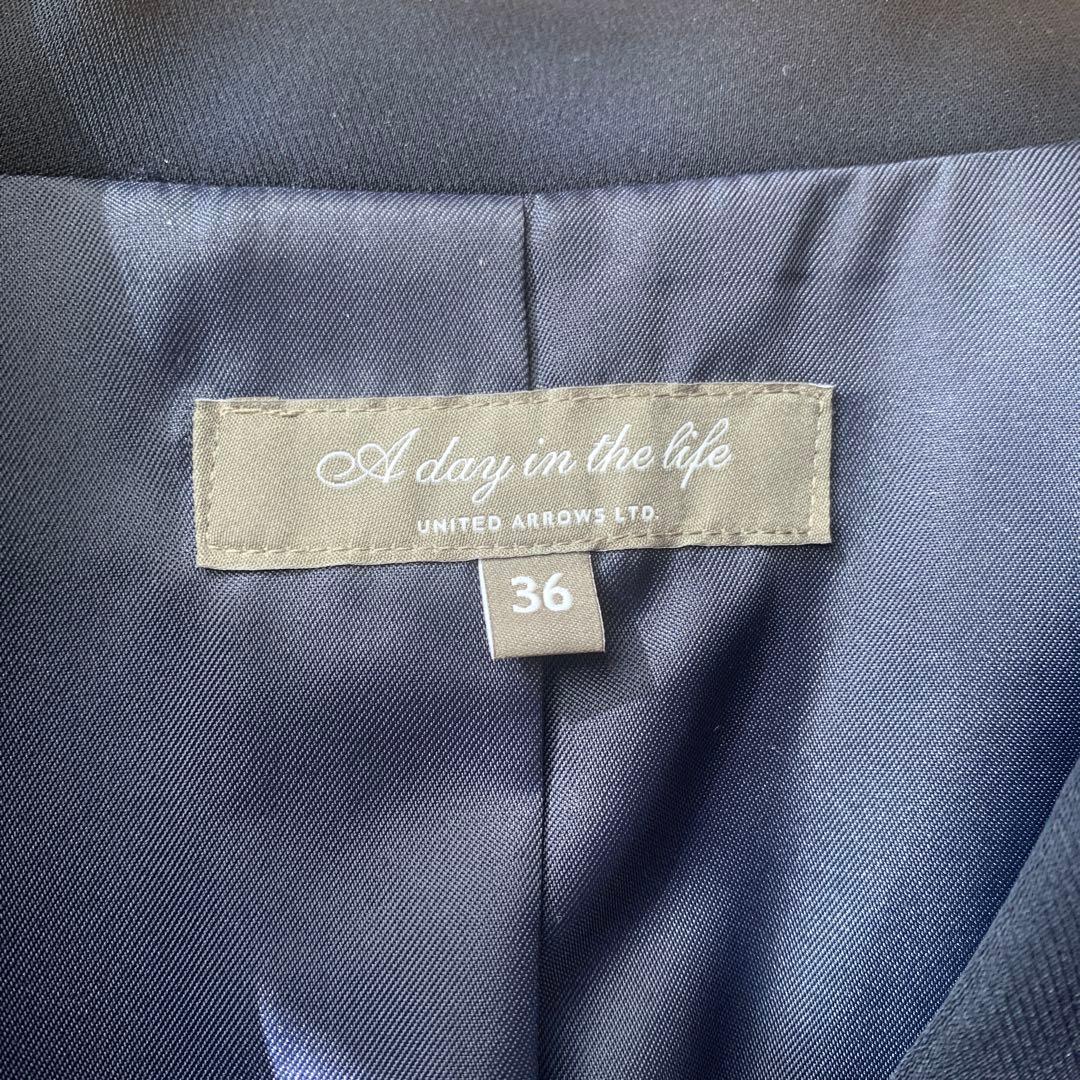 A day in the life
UNITED ARROWS LTD.
36